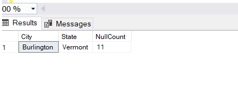 00 %
Results Messages
City State NullCount
1 Burlington Vermont 11